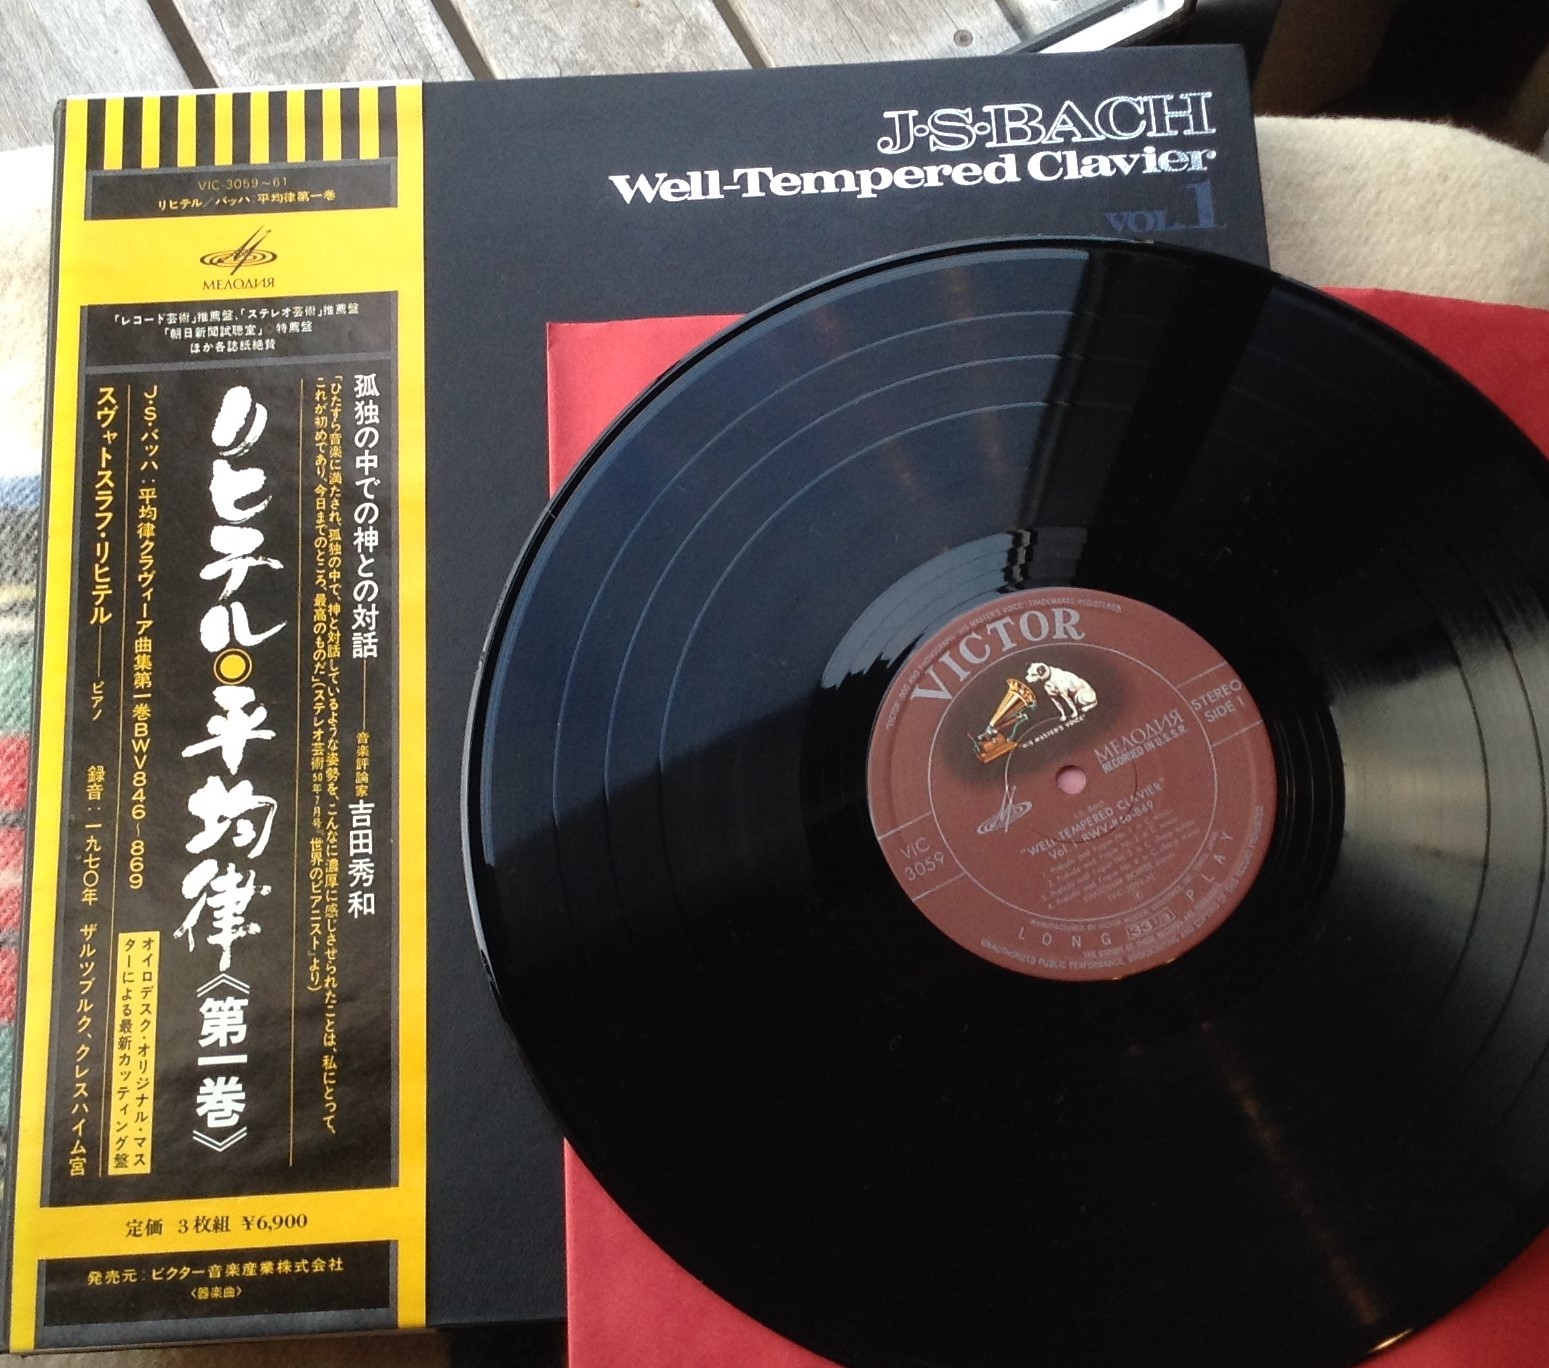 J·S·BACH
Well-Tempered Clavier
VOL.1
VIC-3059~61
リヒテル/バッハ 平均律第一巻
МЕЛОДИЯ
「レコード芸術」推薦盤、「ステレオ芸術」推薦盤
「朝日新聞試聴室」 特薦盤
ほか各誌紙絶賛
孤独の中での神との対話——音楽評論家 吉田秀和
「ひたすら音楽に満たされ、孤独の中で、神と対話しているような姿勢を、こんなに濃厚に感じさせられたことは、私にとって、
これが初めてであり、今日までのところ、最高のものだ」(ステレオ芸術50年7月号「世界のピアニスト」より)
リヒテル●平均律《第一巻》
J·S·バッハ:平均律クラヴィーア曲集第一巻BWV846~869
オイロデスク・オリジナル・マス
ターによる最新カッティング盤
スヴャトスラフ・リヒテル——ピアノ 録音:一九七〇年 ザルツブルク、クレスハイム宮
定価 3枚組 ¥6,900
発売元:ビクター音楽産業株式会社
〈器楽曲〉
VICTOR
"HIS MASTER'S VOICE"
МЕЛОДИЯ
RECORDED IN U.S.S.R.
STEREO
SIDE 1
VIC
3059
J.S.Bach
"WELL-TEMPERED CLAVIER"
Vol.1 BWV.846-849
LONG 33 1/3 PLAY